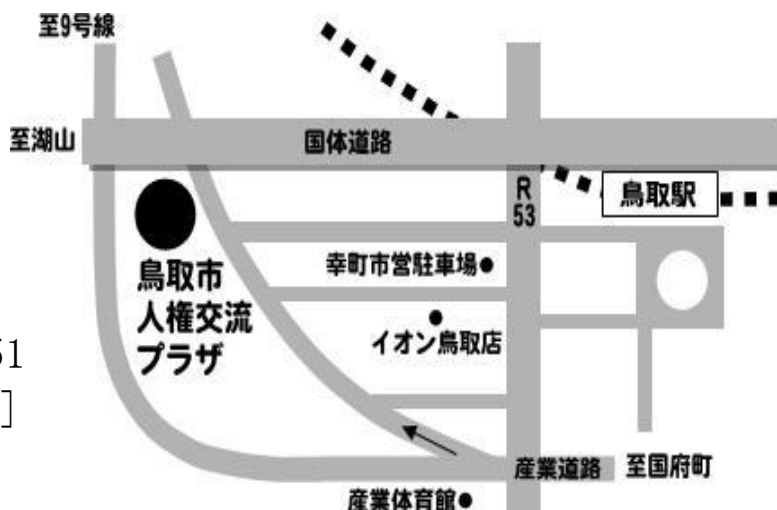 至9号線
至湖山
国体道路
R
53
鳥取駅
幸町市営駐車場
鳥取市
人権交流
プラザ
イオン鳥取店
51
]
産業道路
至国府町
産業体育館